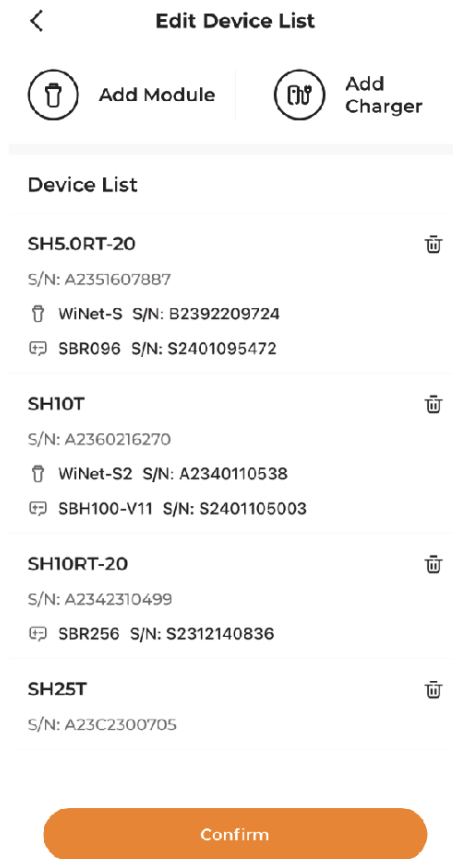 Edit Device List
Add Module
Add
Charger
Device List
SH5.0RT-20
S/N: A2351607887
WiNet-S S/N: B2392209724
SBR096 S/N: S2401095472
SH10T
S/N: A2360216270
WiNet-S2 S/N: A2340110538
SBH100-V11 S/N: S2401105003
SH10RT-20
S/N: A2342310499
SBR256 S/N: S2312140836
SH25T
S/N: A23C2300705
Confirm